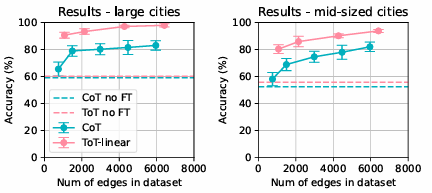 Results - large cities
Accuracy (%)
100
80
60
40
20
0
CoT no FT
ToT no FT
CoT
ToT-linear
0 2000 4000 6000 8000
Num of edges in dataset
Results - mid-sized cities
Accuracy (%)
100
80
60
40
20
0
0 2000 4000 6000 8000
Num of edges in dataset